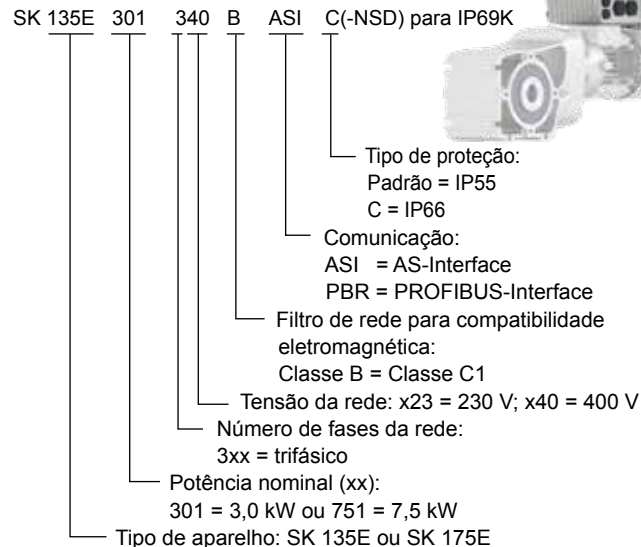 SK 135E 301 340 B ASI C(-NSD) para IP69K
Tipo de proteção:
Padrão = IP55
C = IP66
Comunicação:
ASI = AS-Interface
PBR = PROFIBUS-Interface
Filtro de rede para compatibilidade
eletromagnética:
Classe B = Classe C1
Tensão da rede: x23 = 230 V; x40 = 400 V
Número de fases da rede:
3xx = trifásico
Potência nominal (xx):
301 = 3,0 kW ou 751 = 7,5 kW
Tipo de aparelho: SK 135E ou SK 175E